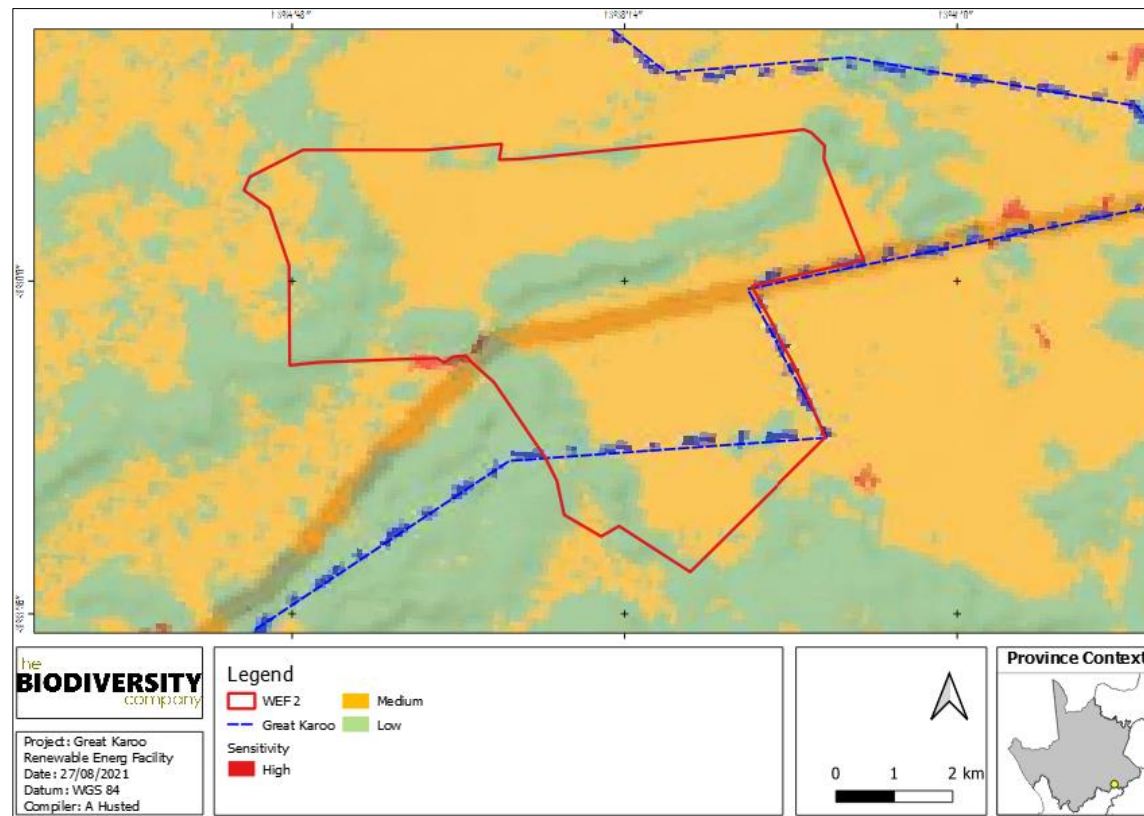 the
BIODIVERSITY
company
Project: Great Karoo
Renewable Energ Facility
Date: 27/08/2021
Datum: WGS 84
Compiler: A Husted
Legend
WEF 2
Great Karoo
Sensitivity
High
Medium
Low
0 1 2 km
Province Context